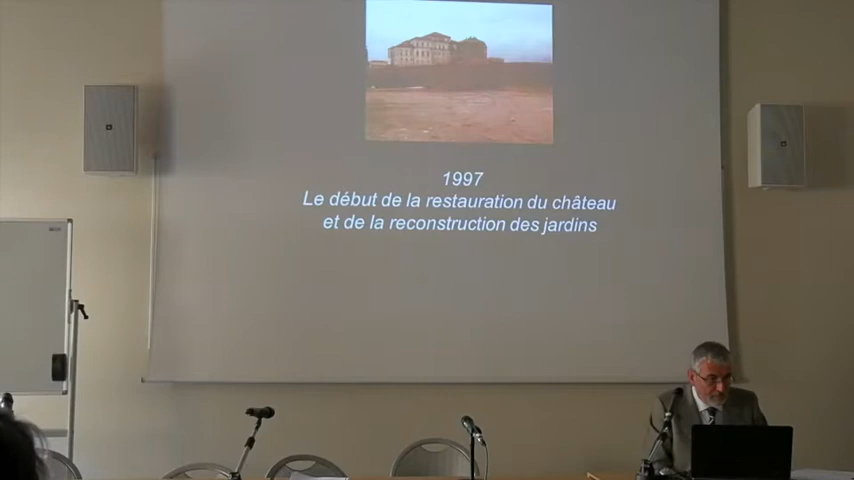 1997
Le début de la restauration du château
et de la reconstruction des jardins